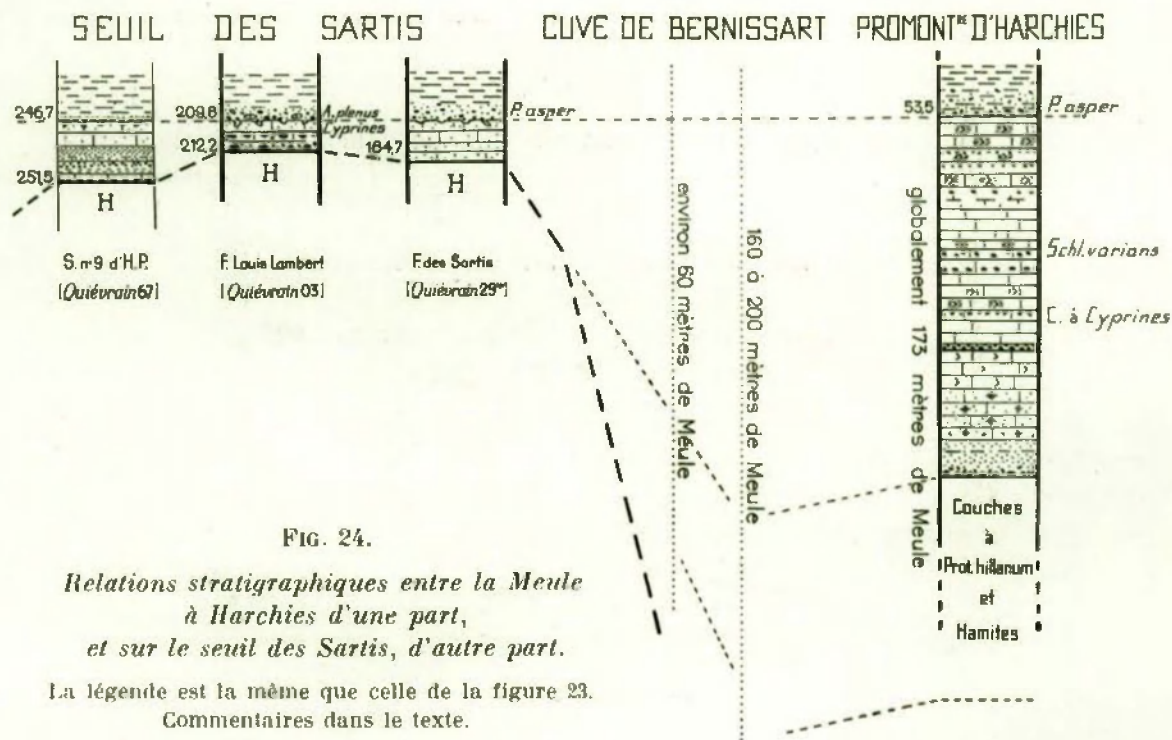 SEUIL DES SARTIS CUVE DE BERNISSART PROMONTRE D'HARCHIES
246,7
251,5
H
S. n°9 d'H.P.
[Quiévrain 67]
209,8
212,2
A. plenus
Cyprines
H
F. Louis Lambert
[Quiévrain 03]
184,7
P. asper
H
F. des Sartis
[Quiévrain 29]
environ 60 mètres de Meule
160 à 200 mètres de Meule
globalement 173 mètres de Meule
53,5
P. asper
Schl. varians
C. à Cyprines
Couches
à
Prot. hillanum
et
Hamites
FIG. 24.
Relations stratigraphiques entre la Meule
à Harchies d'une part,
et sur le seuil des Sartis, d'autre part.
La légende est la même que celle de la figure 23.
Commentaires dans le texte.